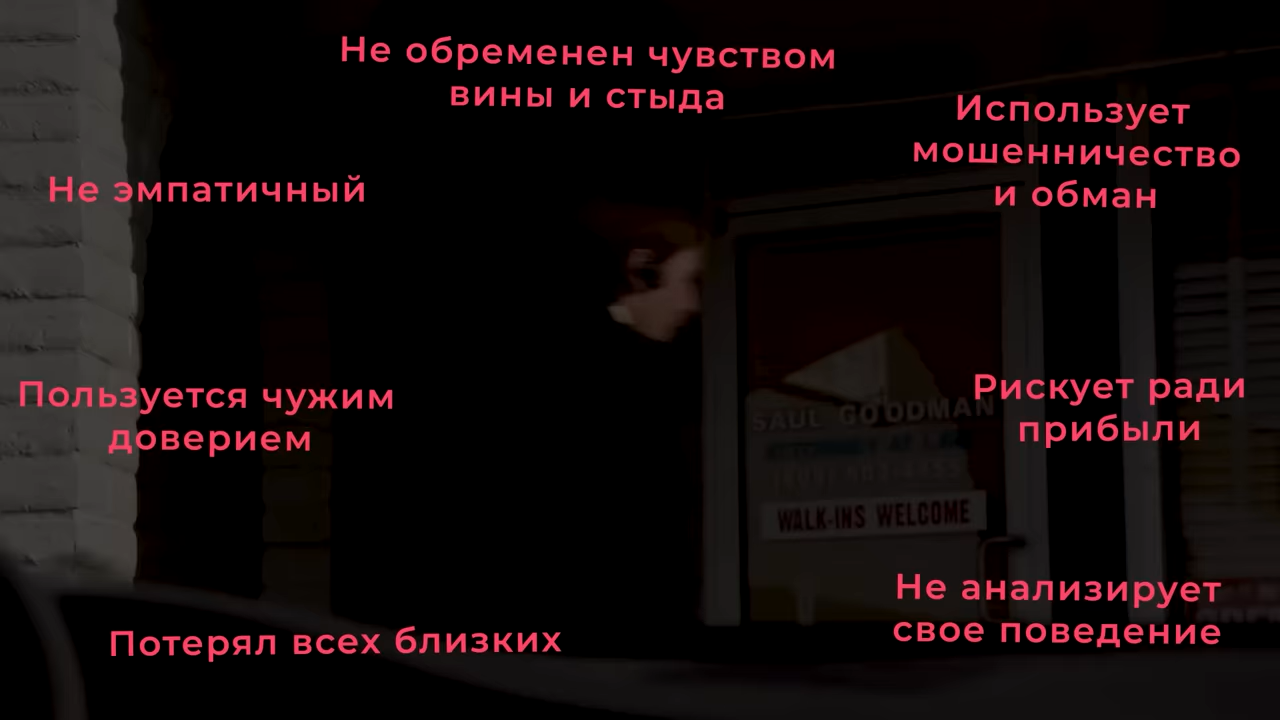 Не обременен чувством
вины и стыда
Использует
мошенничество
и обман
Не эмпатичный
Пользуется чужим
доверием
Рискует ради
прибыли
SAUL GOODMAN
WALK-INS WELCOME
Не анализирует
свое поведение
Потерял всех близких